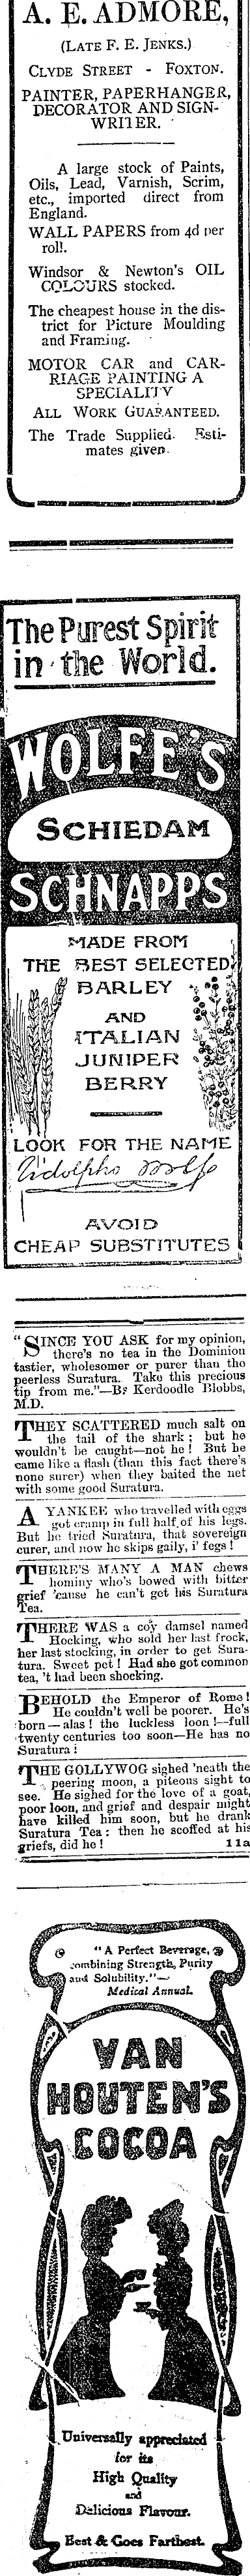 A. E. ADMORE,
(LATE F. E. JENKS.)
CLYDE STREET - FOXTON.
PAINTER, PAPERHANGER,
DECORATOR AND SIGN-
WRITER.
A large stock of Paints,
Oils, Lead, Varnish, Scrim,
etc., imported direct from
England.
WALL PAPERS from 4d per
roll.
Windsor & Newton's OIL
COLOURS stocked.
The cheapest house in the dis-
trict for Picture Moulding
and Framing.
MOTOR CAR and CAR-
RIAGE PAINTING A
SPECIALITY
ALL WORK GUARANTEED.
The Trade Supplied. Esti-
mates given.
The Purest Spirit
in the World.
WOLFE'S
SCHIEDAM
SCHNAPPS
MADE FROM
THE BEST SELECTED
BARLEY
AND
ITALIAN
JUNIPER
BERRY
LOOK FOR THE NAME
Udolpho Wolfe
AVOID
CHEAP SUBSTITUTES
"SINCE YOU ASK for my opinion,
there's no tea in the Dominion
tastier, wholesomer or purer than the
peerless Suratura. Take this precious
tip from me."—By Kerdoodle Blobbs,
M.D.
THEY SCATTERED much salt on
the tail of the shark; but he
wouldn't be caught—not he! But he
came like a flash (than this fact there's
none surer) when they baited the net
with some good Suratura.
A YANKEE who travelled with eggs
got cramp in full half of his legs.
But he tried Suratura, that sovereign
curer, and now he skips gaily, i' fegs!
THERE'S MANY A MAN chews
hominy who's bowed with bitter
grief 'cause he can't get his Suratura
Tea.
THERE WAS a coy damsel named
Hocking, who sold her last frock,
her last stocking, in order to get Sura-
tura. Sweet pet! Had she got common
tea, 't had been shocking.
BEHOLD the Emperor of Rome!
He couldn't well be poorer. He's
born—alas! the luckless loon!—full
twenty centuries too soon—He has no
Suratura!
THE GOLLYWOG sighed 'neath the
peering moon, a piteous sight to
see. He sighed for the love of a goat,
poor loon, and grief and despair might
have killed him soon, but he drank
Suratura Tea: then he scoffed at his
griefs, did he! 11a
"A Perfect Beverage,
combining Strength, Purity
and Solubility."—
Medical Annual.
VAN
HOUTEN'S
COCOA
Universally appreciated
for its
High Quality
and
Delicious Flavour.
Best & Goes Farthest.